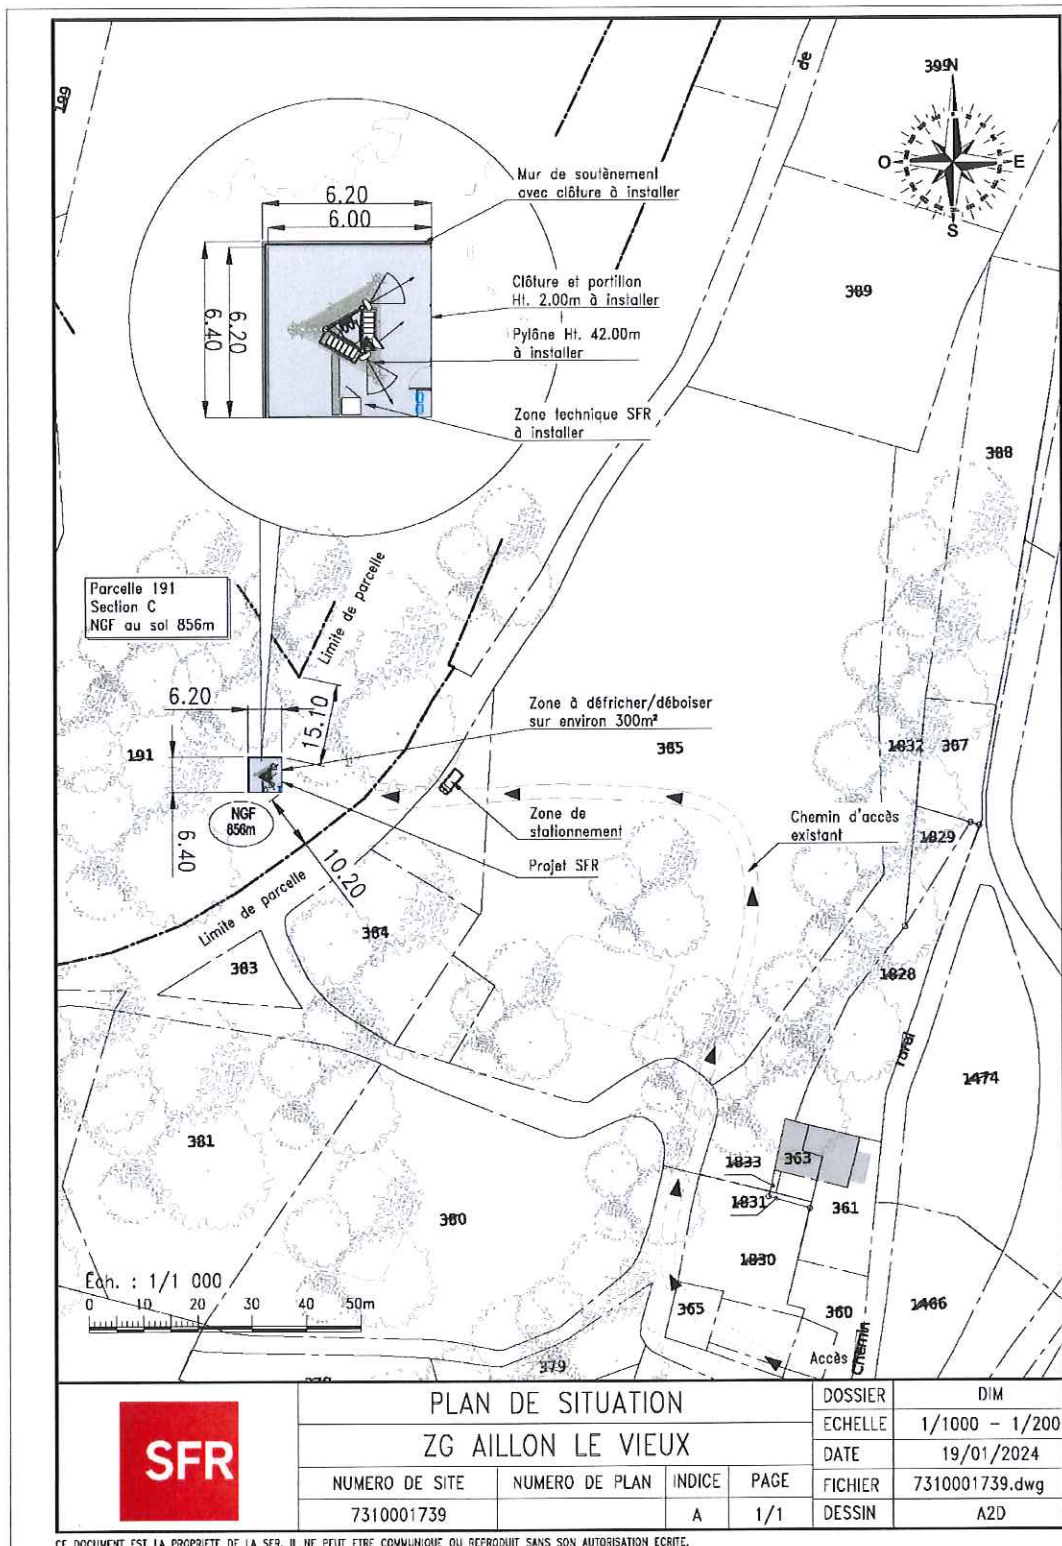 199
de
399
N
O
E
S
6.20
6.00
6.40
6.20
Mur de soutènement
avec clôture à installer
Clôture et portillon
Ht. 2.00m à installer
Pylône Ht. 42.00m
à installer
Zone technique SFR
à installer
389
388
Parcelle 191
Section C
NGF au sol 856m
Limite de parcelle
6.20
15.10
Zone à défricher/déboiser
sur environ 300m²
385
191
1832
387
NGF
856m
6.40
10.20
Zone de
stationnement
Chemin d'accès
existant
1829
Projet SFR
Limite de parcelle
384
383
1828
1474
381
1833
363
1831
361
380
1830
Éch. : 1/1 000
0 10 20 30 40 50m
365
360
1466
Accès
Chemin
379
SFR
PLAN DE SITUATION
ZG AILLON LE VIEUX
NUMERO DE SITE
NUMERO DE PLAN
INDICE
PAGE
7310001739
A
1/1
DOSSIER
DIM
ECHELLE
1/1000 - 1/200
DATE
19/01/2024
FICHIER
7310001739.dwg
DESSIN
A2D
CE DOCUMENT EST LA PROPRIETE DE LA SFR. IL NE PEUT ETRE COMMUNIQUE OU REPRODUIT SANS SON AUTORISATION ECRITE.